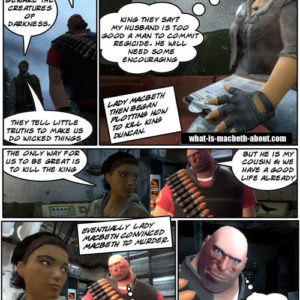 BEWARE THE
CREATURES
OF
DARKNESS.
THEY TELL LITTLE
TRUTHS TO MAKE US
DO WICKED THINGS.
KING THEY SAY?
MY HUSBAND IS TOO
GOOD A MAN TO COMMIT
REGICIDE. HE WILL
NEED SOME
ENCOURAGING
LADY MACBETH
THEN BEGAN
PLOTTING HOW
TO KILL
KING
DUNCAN.
what-is-macbeth-about.com
THE ONLY WAY FOR
US TO BE GREAT IS
TO KILL THE KING
BUT HE IS MY
COUSIN & WE
HAVE A GOOD
LIFE ALREADY
EVENTUALLY LADY
MACBETH CONVINCED
MACBETH TO MURDER.